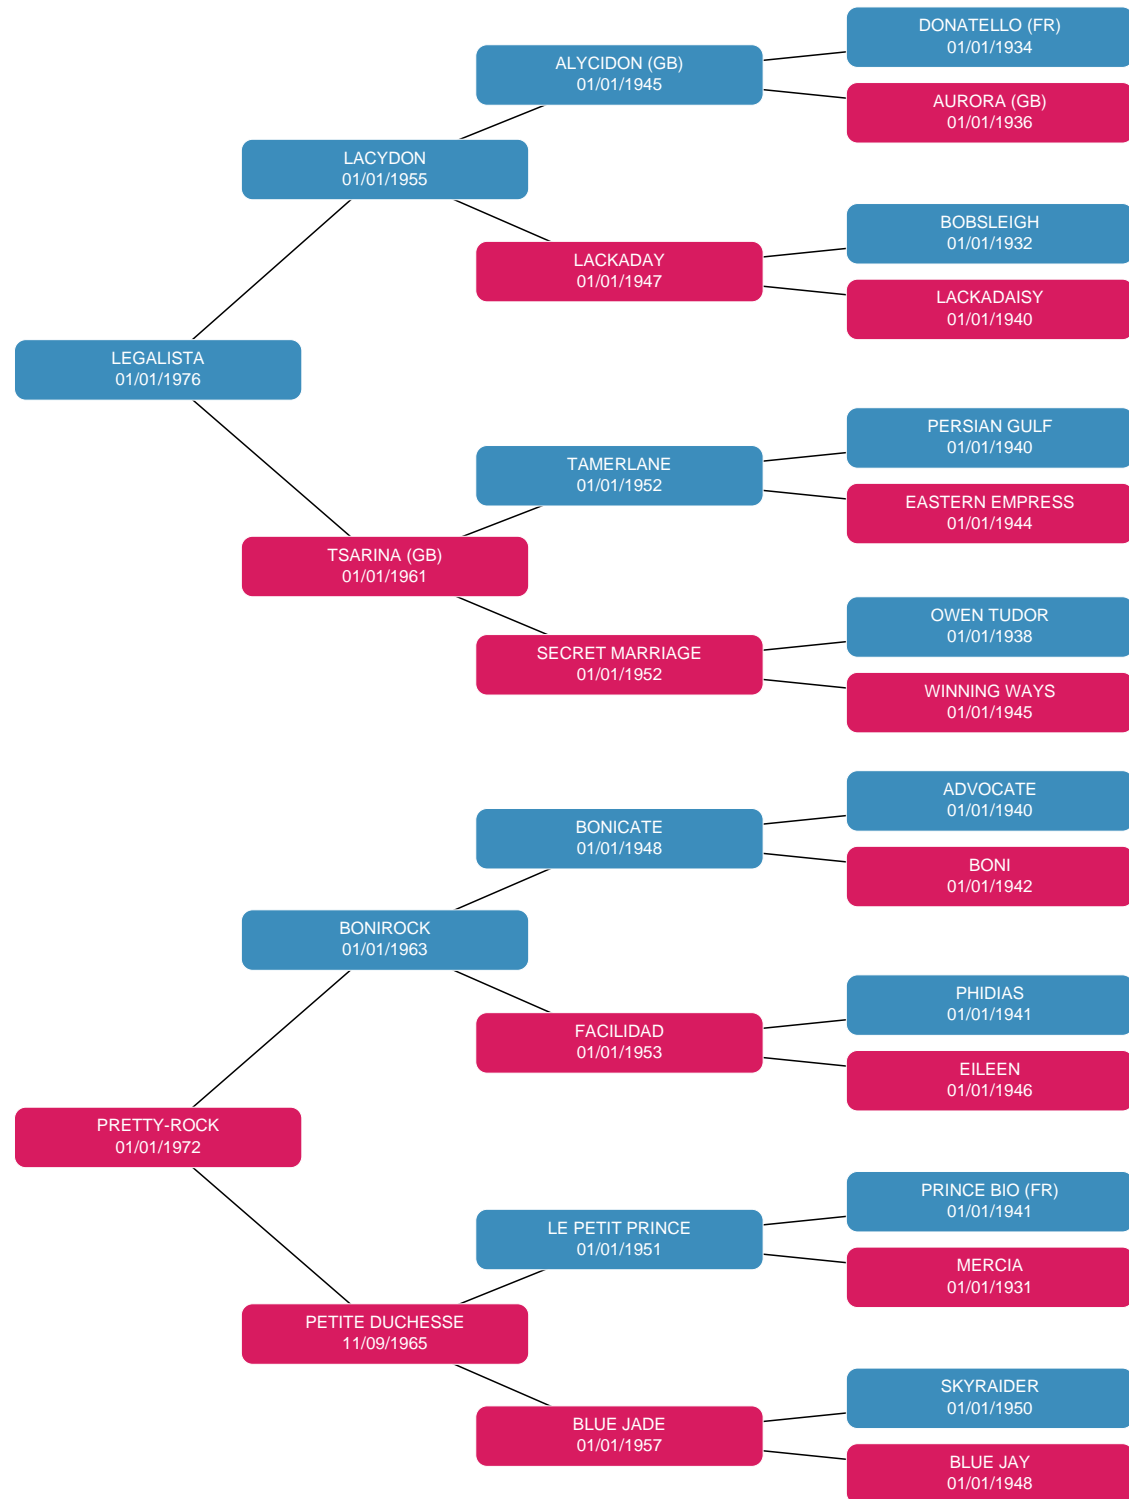 DONATELLO (FR)
01/01/1934
ALYCIDON (GB)
01/01/1945
AURORA (GB)
01/01/1936
LACYDON
01/01/1955
BOBSLEIGH
01/01/1932
LACKADAY
01/01/1947
LACKADAISY
01/01/1940
LEGALISTA
01/01/1976
PERSIAN GULF
01/01/1940
TAMERLANE
01/01/1952
EASTERN EMPRESS
01/01/1944
TSARINA (GB)
01/01/1961
OWEN TUDOR
01/01/1938
SECRET MARRIAGE
01/01/1952
WINNING WAYS
01/01/1945
ADVOCATE
01/01/1940
BONICATE
01/01/1948
BONI
01/01/1942
BONIROCK
01/01/1963
PHIDIAS
01/01/1941
FACILIDAD
01/01/1953
EILEEN
01/01/1946
PRETTY-ROCK
01/01/1972
PRINCE BIO (FR)
01/01/1941
LE PETIT PRINCE
01/01/1951
MERCIA
01/01/1931
PETITE DUCHESSE
11/09/1965
SKYRAIDER
01/01/1950
BLUE JADE
01/01/1957
BLUE JAY
01/01/1948